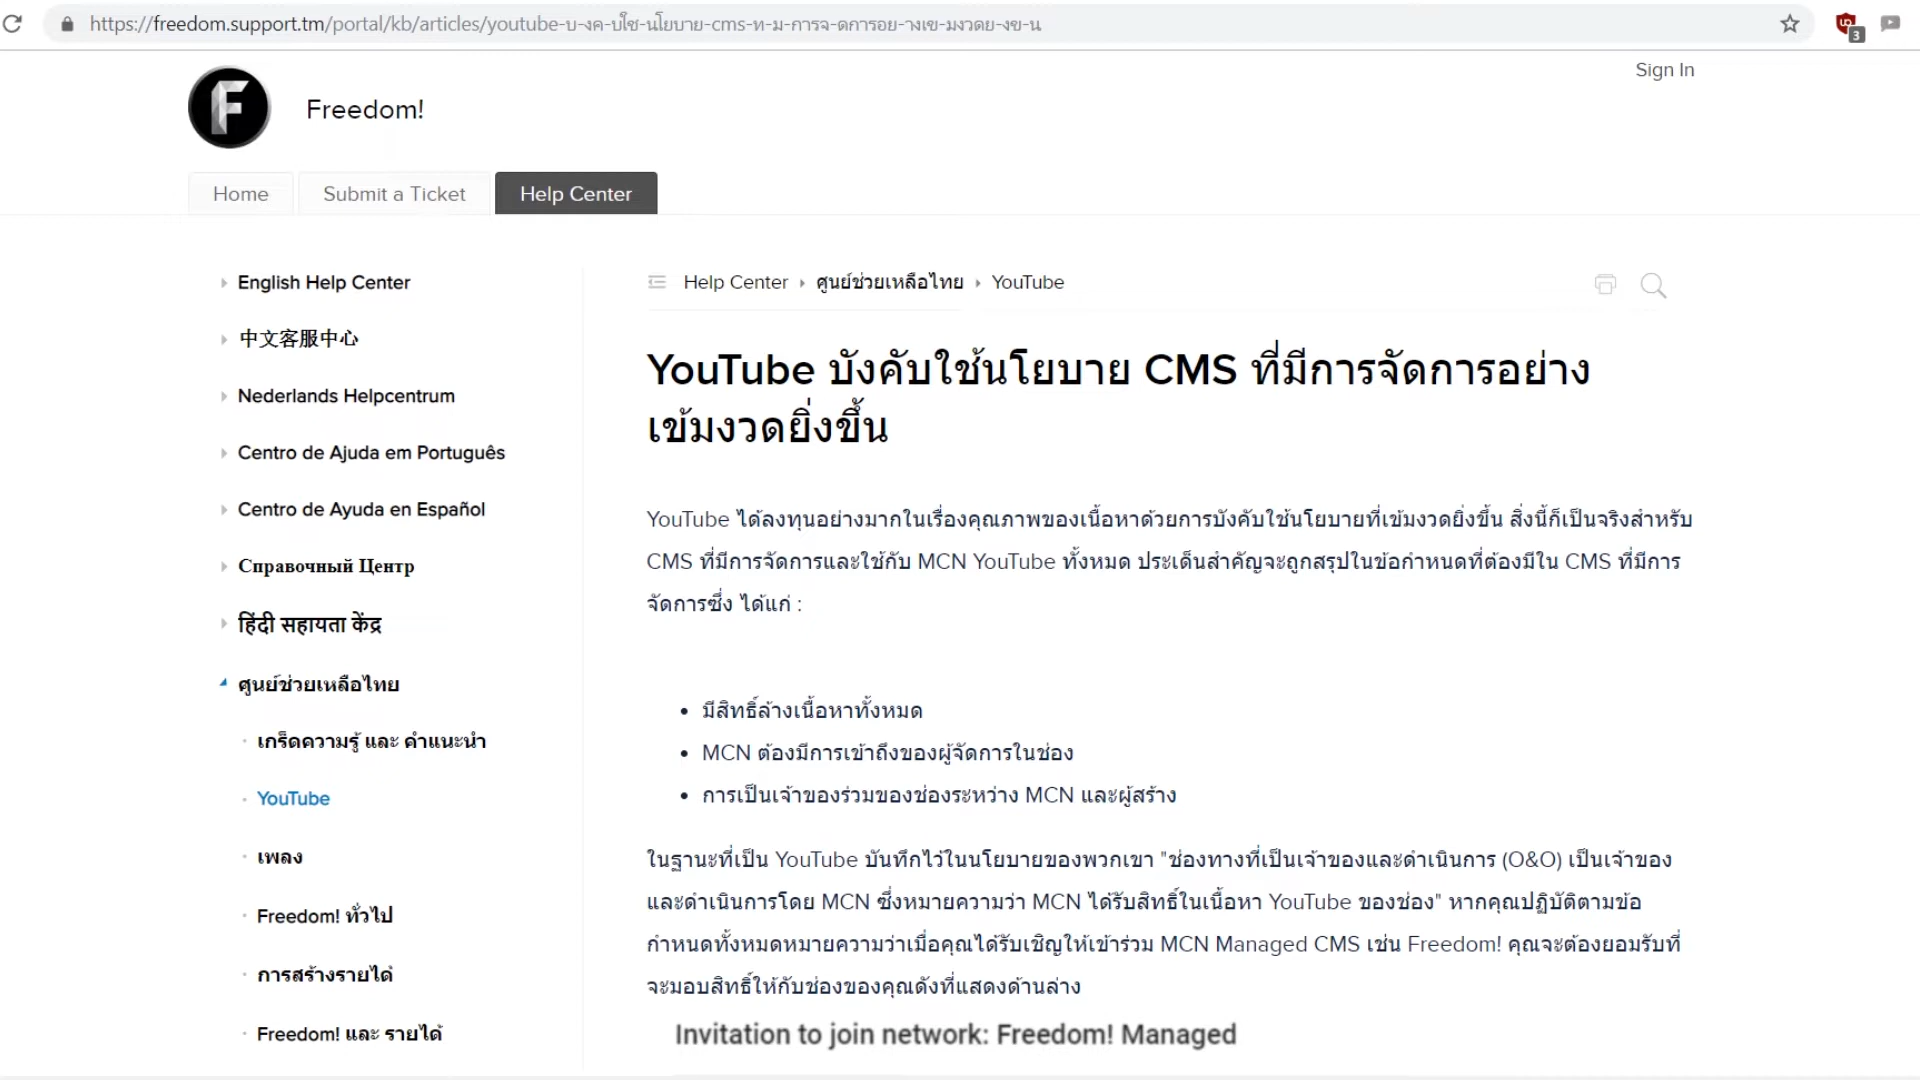 https://freedom.support.tm/portal/kb/articles/youtube-บ-งค-บใช-นโยบาย-cms-ท-ม-การจ-ดการอย-างเข-มงวดย-งข-น
3
Sign In
Freedom!
Home
Submit a Ticket
Help Center
English Help Center
中文客服中心
Nederlands Helpcentrum
Centro de Ajuda em Português
Centro de Ayuda en Español
Справочный Центр
हिंदी सहायता केंद्र
ศูนย์ช่วยเหลือไทย
เกร็ดความรู้ และ คำแนะนำ
YouTube
เพลง
Freedom! ทั่วไป
การสร้างรายได้
Freedom! และ รายได้
Help Center ศูนย์ช่วยเหลือไทย YouTube
YouTube บังคับใช้นโยบาย CMS ที่มีการจัดการอย่าง
เข้มงวดยิ่งขึ้น
YouTube ได้ลงทุนอย่างมากในเรื่องคุณภาพของเนื้อหาด้วยการบังคับใช้นโยบายที่เข้มงวดยิ่งขึ้น สิ่งนี้ก็เป็นจริงสำหรับ
CMS ที่มีการจัดการและใช้กับ MCN YouTube ทั้งหมด ประเด็นสำคัญจะถูกสรุปในข้อกำหนดที่ต้องมีใน CMS ที่มีการ
จัดการซึ่ง ได้แก่ :
• มีสิทธิ์ล้างเนื้อหาทั้งหมด
• MCN ต้องมีการเข้าถึงของผู้จัดการในช่อง
• การเป็นเจ้าของร่วมของช่องระหว่าง MCN และผู้สร้าง
ในฐานะที่เป็น YouTube บันทึกไว้ในนโยบายของพวกเขา "ช่องทางที่เป็นเจ้าของและดำเนินการ (O&O) เป็นเจ้าของ
และดำเนินการโดย MCN ซึ่งหมายความว่า MCN ได้รับสิทธิ์ในเนื้อหา YouTube ของช่อง" หากคุณปฏิบัติตามข้อ
กำหนดทั้งหมดหมายความว่าเมื่อคุณได้รับเชิญให้เข้าร่วม MCN Managed CMS เช่น Freedom! คุณจะต้องยอมรับที่
จะมอบสิทธิ์ให้กับช่องของคุณดังที่แสดงด้านล่าง
Invitation to join network: Freedom! Managed